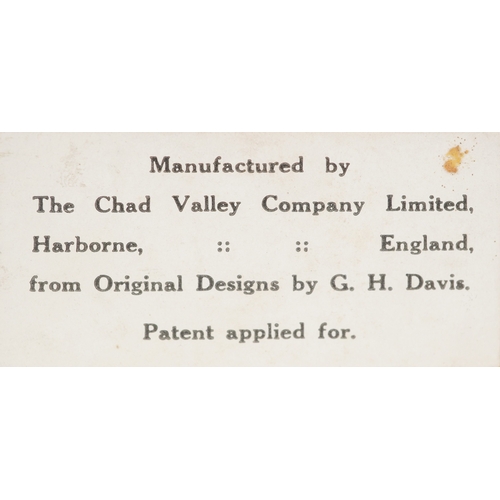 Manufactured by
The Chad Valley Company Limited,
Harborne, :: :: England,
from Original Designs by G. H. Davis.
Patent applied for.